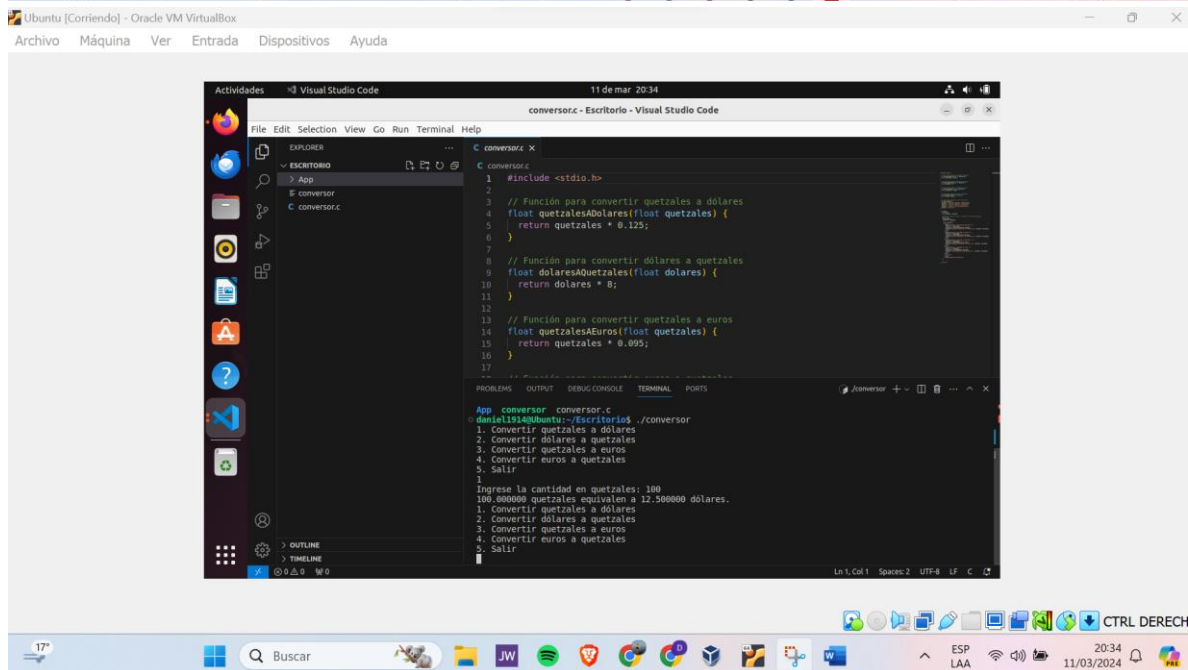 Ubuntu [Corriendo] - Oracle VM VirtualBox
Archivo Máquina Ver Entrada Dispositivos Ayuda
Actividades Visual Studio Code 11 de mar 20:34
conversor.c - Escritorio - Visual Studio Code
File Edit Selection View Go Run Terminal Help
EXPLORER ...
ESCRITORIO
> App
conversor
C conversor.c
> OUTLINE
> TIMELINE
C conversor.c ×
C conversor.c
1 #include <stdio.h>
2
3 // Función para convertir quetzales a dólares
4 float quetzalesADolares(float quetzales) {
5 return quetzales * 0.125;
6 }
7
8 // Función para convertir dólares a quetzales
9 float dolaresAQuetzales(float dolares) {
10 return dolares * 8;
11 }
12
13 // Función para convertir quetzales a euros
14 float quetzalesAEuros(float quetzales) {
15 return quetzales * 0.095;
16 }
17
PROBLEMS OUTPUT DEBUG CONSOLE TERMINAL PORTS ./conversor
App conversor conversor.c
daniel1914@Ubuntu:~/Escritorio$ ./conversor
1. Convertir quetzales a dólares
2. Convertir dólares a quetzales
3. Convertir quetzales a euros
4. Convertir euros a quetzales
5. Salir
1
Ingrese la cantidad en quetzales: 100
100.000000 quetzales equivalen a 12.500000 dólares.
1. Convertir quetzales a dólares
2. Convertir dólares a quetzales
3. Convertir quetzales a euros
4. Convertir euros a quetzales
5. Salir
0 0 0 Ln 1, Col 1 Spaces: 2 UTF-8 LF C
CTRL DERECH
17°
Buscar
JW
ESP
LAA
20:34
11/03/2024
PRE